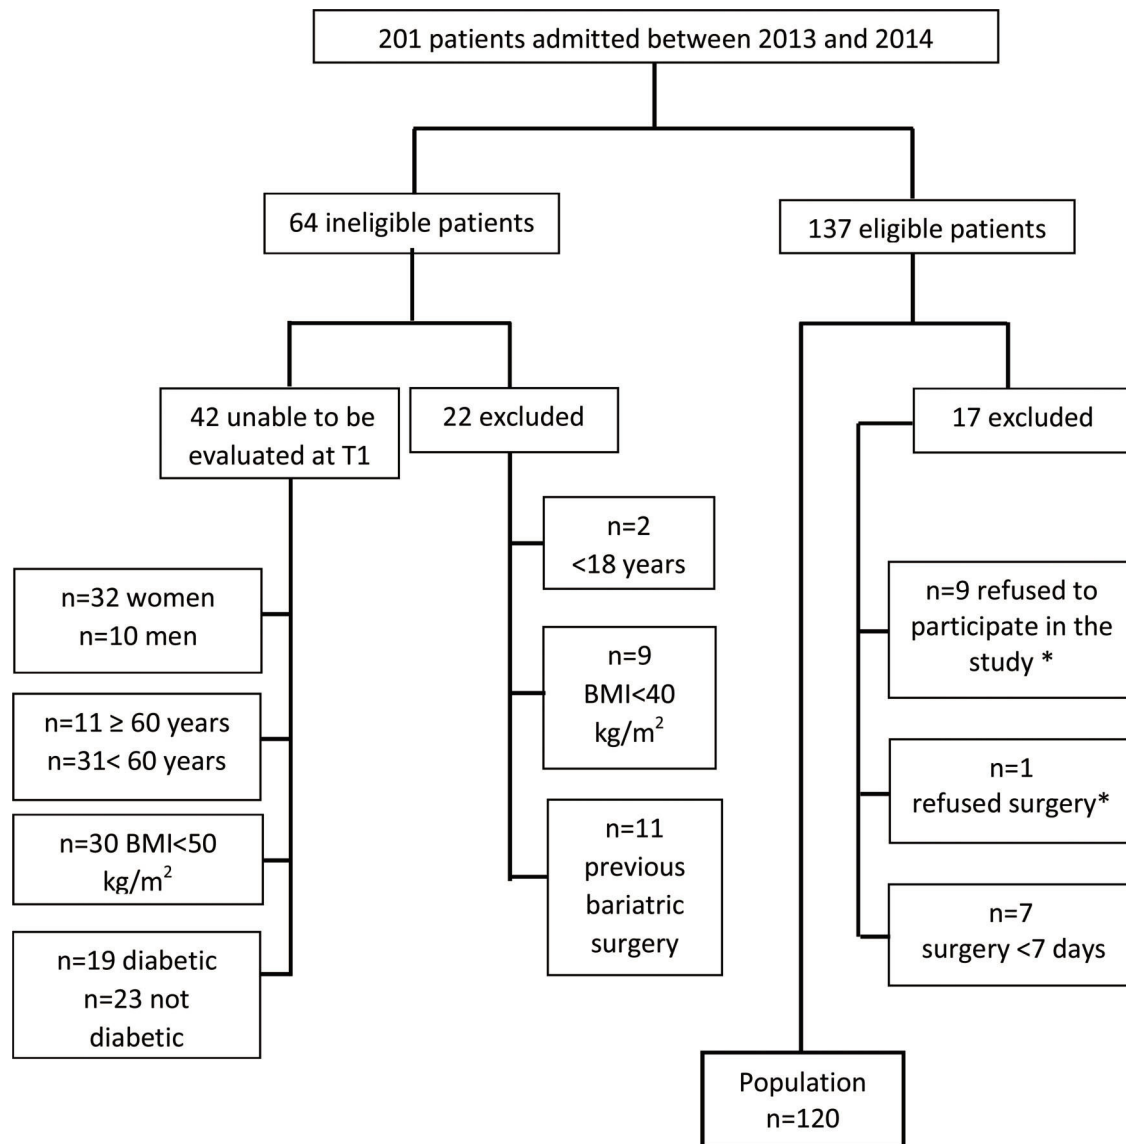 201 patients admitted between 2013 and 2014
64 ineligible patients
137 eligible patients
42 unable to be
evaluated at T1
22 excluded
17 excluded
n=32 women
n=10 men
n=11 ≥ 60 years
n=31< 60 years
n=30 BMI<50
kg/m²
n=19 diabetic
n=23 not
diabetic
n=2
<18 years
n=9
BMI<40
kg/m²
n=11
previous
bariatric
surgery
n=9 refused to
participate in the
study *
n=1
refused surgery*
n=7
surgery <7 days
Population
n=120